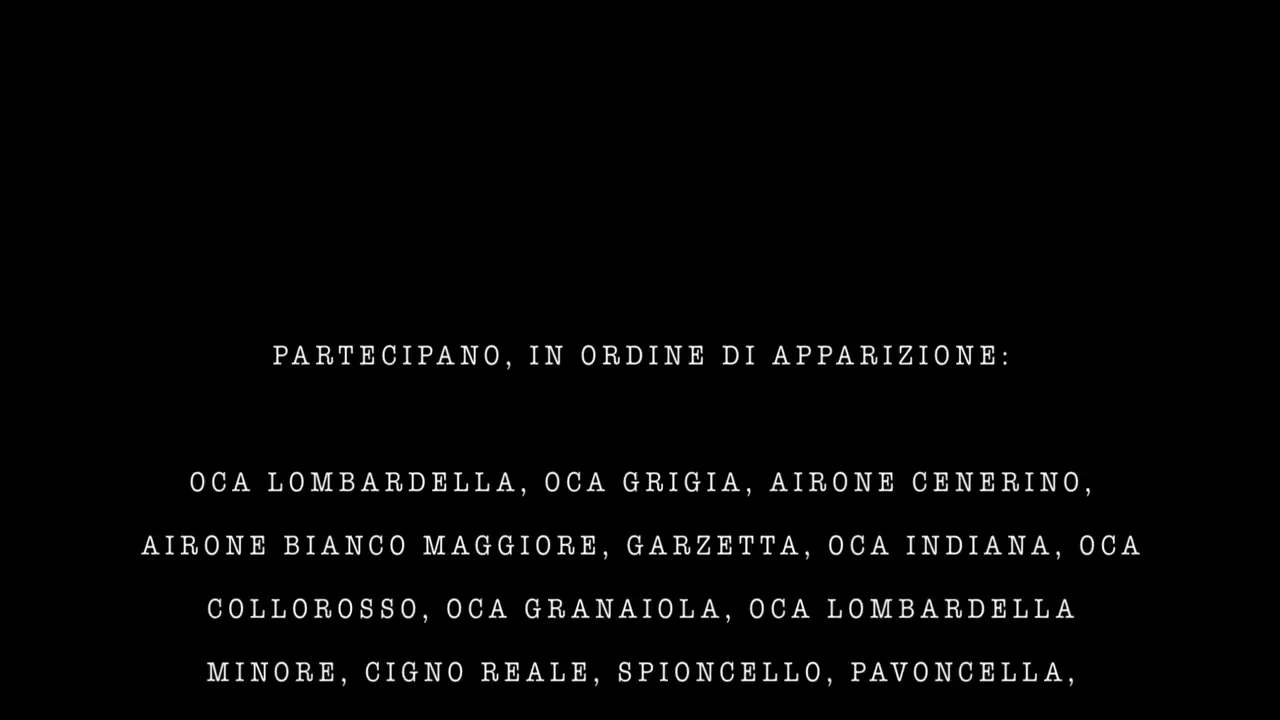 PARTECIPANO, IN ORDINE DI APPARIZIONE:
OCA LOMBARDELLA, OCA GRIGIA, AIRONE CENERINO,
AIRONE BIANCO MAGGIORE, GARZETTA, OCA INDIANA, OCA
COLLOROSSO, OCA GRANAIOLA, OCA LOMBARDELLA
MINORE, CIGNO REALE, SPIONCELLO, PAVONCELLA,